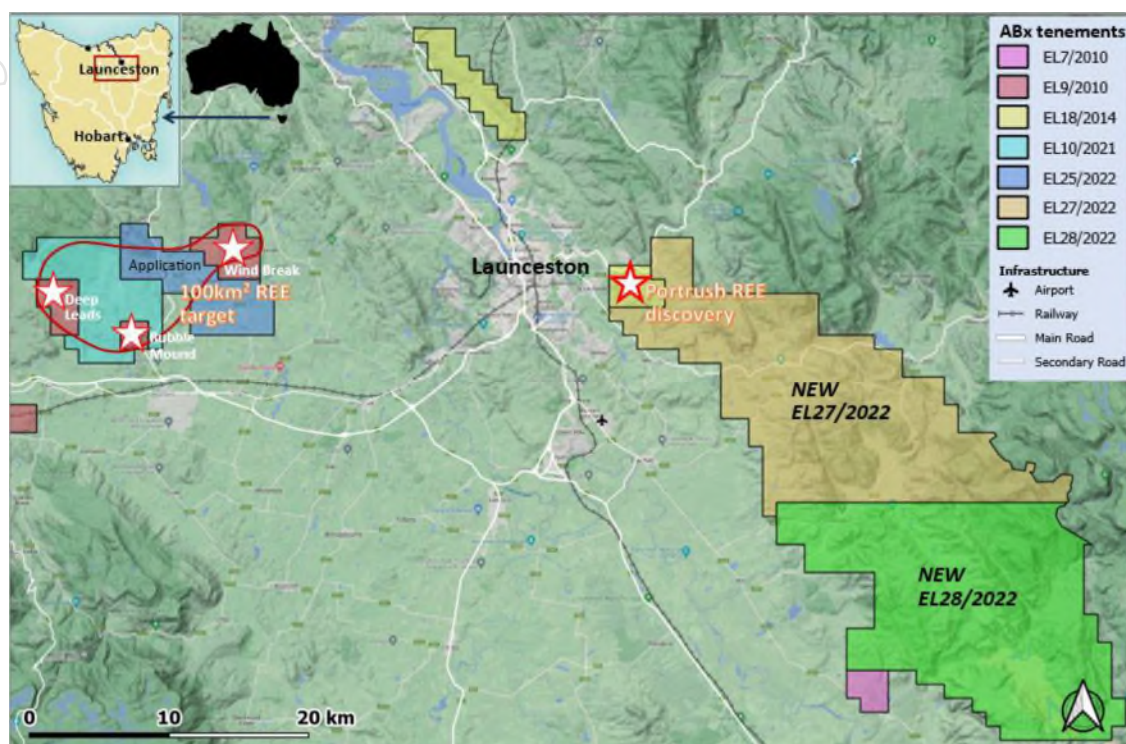 Launceston
Hobart
ABx tenements
EL7/2010
EL9/2010
EL18/2014
EL10/2021
EL25/2022
EL27/2022
EL28/2022
Infrastructure
Airport
Railway
Main Road
Secondary Road
Application
Wind Break
100km² REE
target
Deep
Leads
Rubble
Mound
Launceston
Portrush REE
discovery
NEW
EL27/2022
NEW
EL28/2022
0 10 20 km